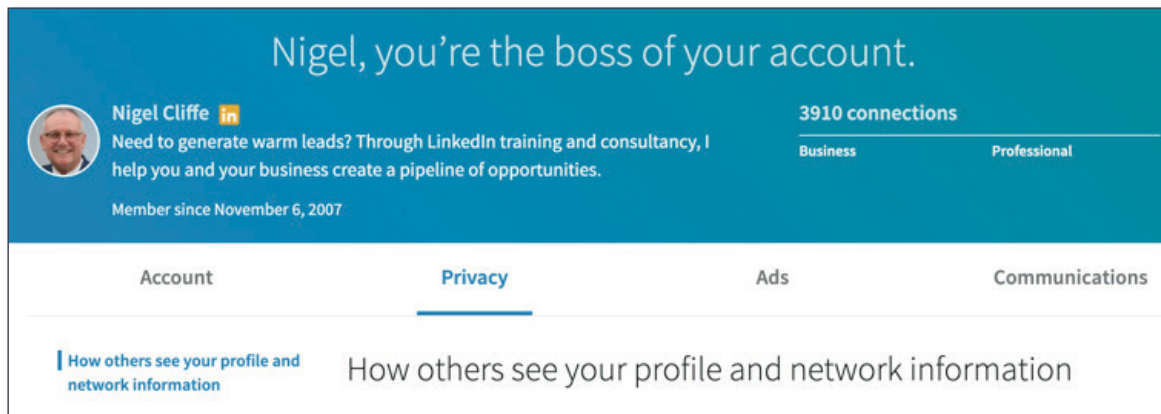 Nigel, you're the boss of your account.
Nigel Cliffe in
Need to generate warm leads? Through LinkedIn training and consultancy, I
help you and your business create a pipeline of opportunities.
Member since November 6, 2007
3910 connections
Business Professional
Account Privacy Ads Communications
How others see your profile and
network information
How others see your profile and network information